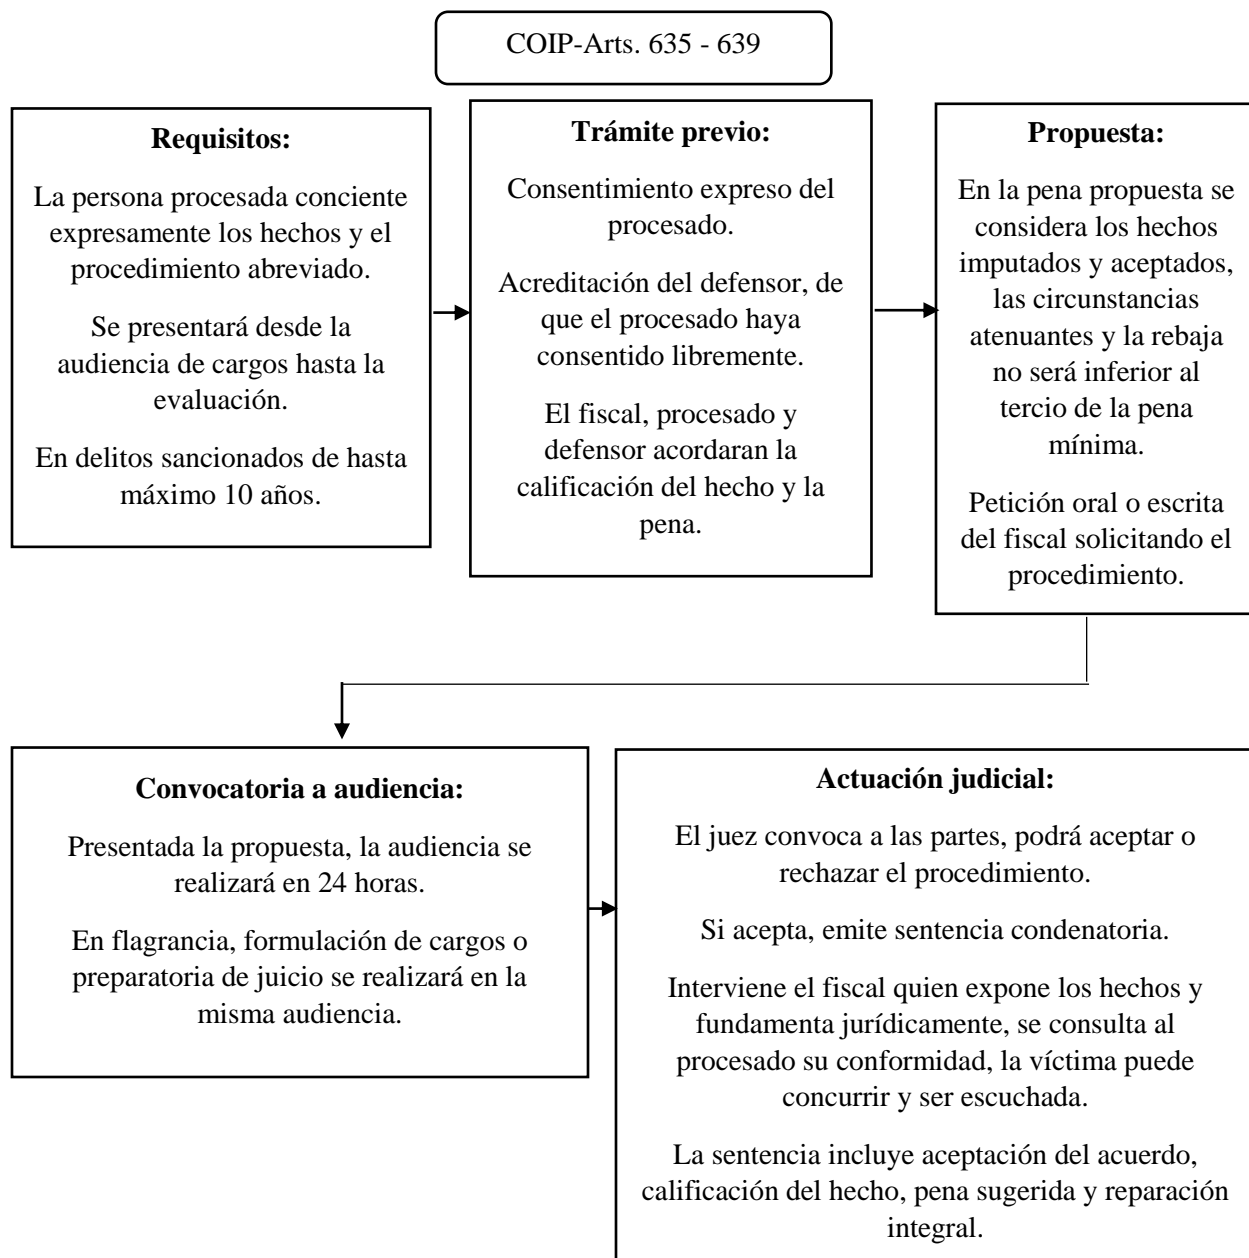 COIP-Arts. 635 - 639
Requisitos:
La persona procesada conciente
expresamente los hechos y el
procedimiento abreviado.
Se presentará desde la
audiencia de cargos hasta la
evaluación.
En delitos sancionados de hasta
máximo 10 años.
Trámite previo:
Consentimiento expreso del
procesado.
Acreditación del defensor, de
que el procesado haya
consentido libremente.
El fiscal, procesado y
defensor acordaran la
calificación del hecho y la
pena.
Propuesta:
En la pena propuesta se
considera los hechos
imputados y aceptados,
las circunstancias
atenuantes y la rebaja
no será inferior al
tercio de la pena
mínima.
Petición oral o escrita
del fiscal solicitando el
procedimiento.
Convocatoria a audiencia:
Presentada la propuesta, la audiencia se
realizará en 24 horas.
En flagrancia, formulación de cargos o
preparatoria de juicio se realizará en la
misma audiencia.
Actuación judicial:
El juez convoca a las partes, podrá aceptar o
rechazar el procedimiento.
Si acepta, emite sentencia condenatoria.
Interviene el fiscal quien expone los hechos y
fundamenta jurídicamente, se consulta al
procesado su conformidad, la víctima puede
concurrir y ser escuchada.
La sentencia incluye aceptación del acuerdo,
calificación del hecho, pena sugerida y reparación
integral.